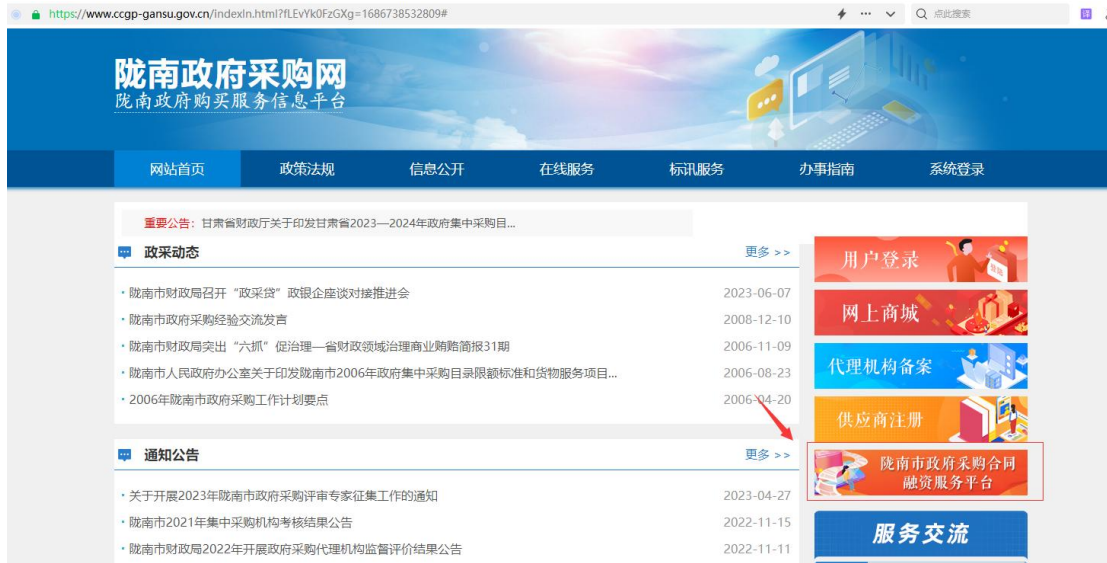 https://www.ccgp-gansu.gov.cn/indexIn.html?fLEvYk0FzGXg=1686738532809#
点此搜索
译
陇南政府采购网
陇南政府购买服务信息平台
网站首页 政策法规 信息公开 在线服务 标讯服务 办事指南 系统登录
重要公告：甘肃省财政厅关于印发甘肃省2023—2024年政府集中采购目...
政采动态 更多 >>
·陇南市财政局召开“政采贷”政银企座谈对接推进会 2023-06-07
·陇南市政府采购经验交流发言 2008-12-10
·陇南市财政局突出“六抓”促治理—省财政领域治理商业贿赂简报31期 2006-11-09
·陇南市人民政府办公室关于印发陇南市2006年政府集中采购目录限额标准和货物服务项目... 2006-08-23
·2006年陇南市政府采购工作计划要点 2006-04-20
通知公告 更多 >>
·关于开展2023年陇南市政府采购评审专家征集工作的通知 2023-04-27
·陇南市2021年集中采购机构考核结果公告 2022-11-15
·陇南市财政局2022年开展政府采购代理机构监督评价结果公告 2022-11-11
用户登录
网上商城
代理机构备案
供应商注册
陇南市政府采购合同
融资服务平台
服务交流